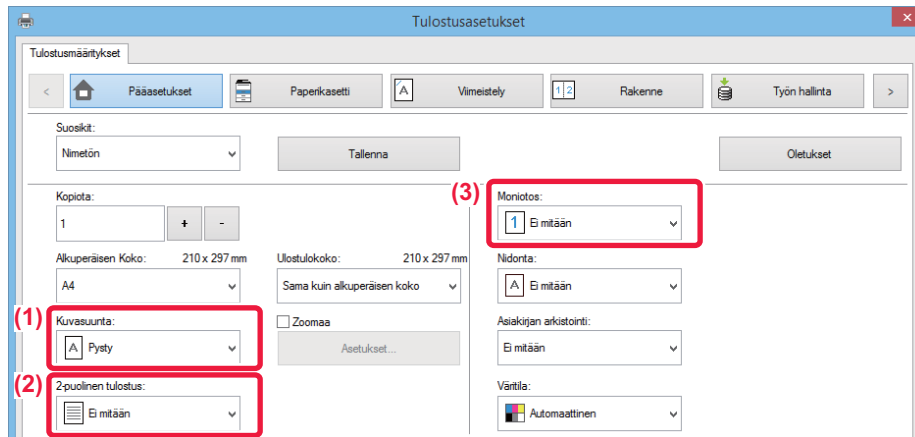 Tulostusasetukset
Tulostusmääritykset
< Pääasetukset Paperikasetti Viimeistely Rakenne Työn hallinta >
Suosikit:
Nimetön Tallenna Oletukset
Kopiota: (3) Moniotos:
1 + - 1 Ei mitään
Alkuperäisen Koko: 210 x 297 mm Ulostulokoko: 210 x 297 mm Nidonta:
A4 Sama kuin alkuperäisen koko A Ei mitään
(1) Kuvasuunta: Zoomaa Asiakirjan arkistointi:
A Pysty Asetukset... Ei mitään
(2) 2-puolinen tulostus: Väritila:
Ei mitään Automaattinen